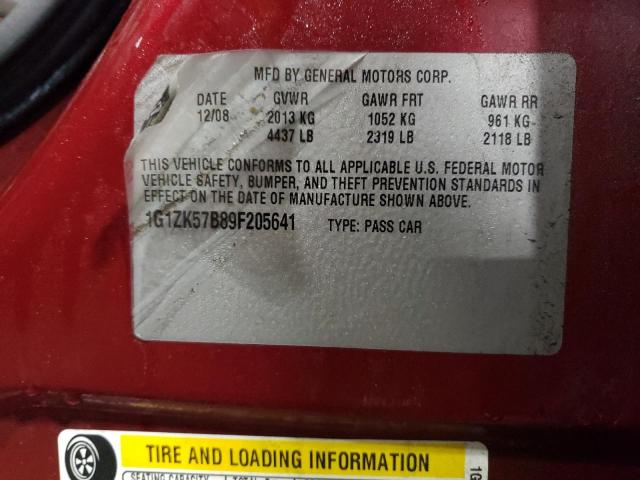 MFD BY GENERAL MOTORS CORP.
DATE GVWR GAWR FRT GAWR RR
12/08 2013 KG 1052 KG 961 KG
4437 LB 2319 LB 2118 LB
THIS VEHICLE CONFORMS TO ALL APPLICABLE U.S. FEDERAL MOTOR
VEHICLE SAFETY, BUMPER, AND THEFT PREVENTION STANDARDS IN
EFFECT ON THE DATE OF MANUFACTURE SHOWN ABOVE.
1G1ZK57B89F205641 TYPE: PASS CAR
TIRE AND LOADING INFORMATION
SEATING CAPACITY
1G